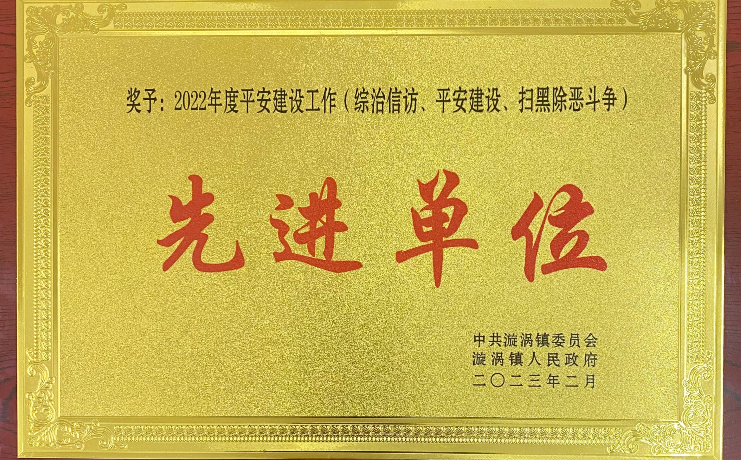 奖予：2022年度平安建设工作（综治信访、平安建设、扫黑除恶斗争）
先进单位
中共漩涡镇委员会
漩涡镇人民政府
二〇二三年二月